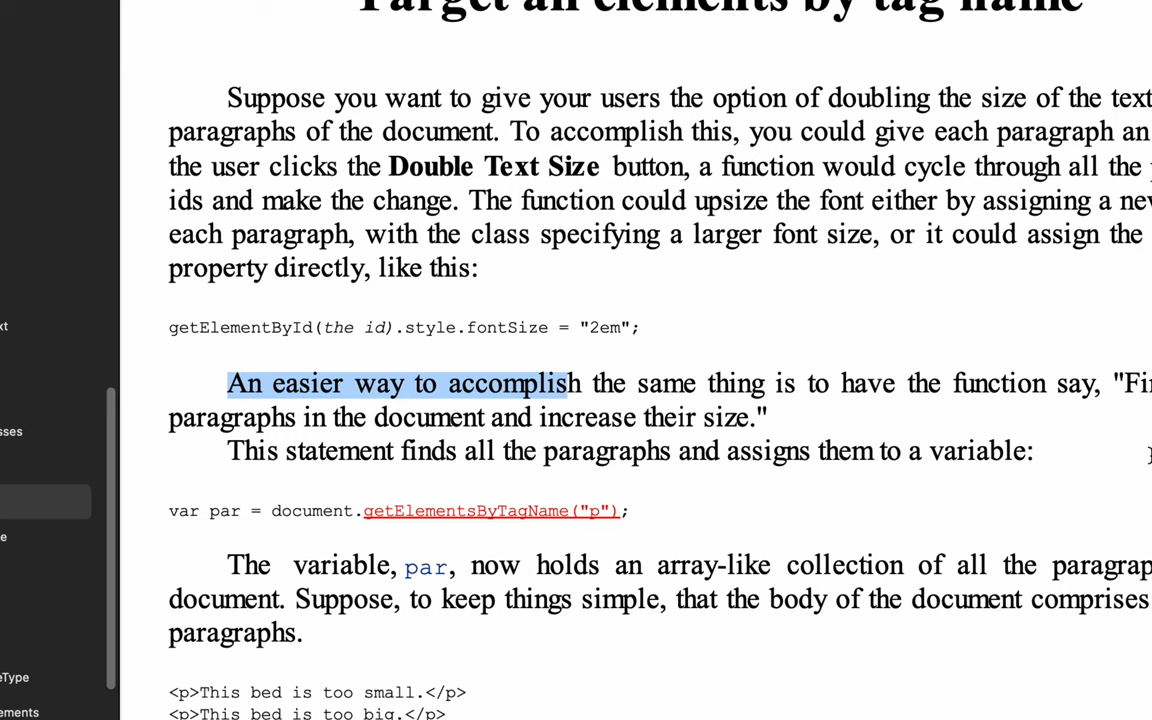 Target all elements by tag name
Suppose you want to give your users the option of doubling the size of the text
paragraphs of the document. To accomplish this, you could give each paragraph an
the user clicks the Double Text Size button, a function would cycle through all the
ids and make the change. The function could upsize the font either by assigning a
each paragraph, with the class specifying a larger font size, or it could assign the
property directly, like this:
getElementById(the id).style.fontSize = "2em";
An easier way to accomplish the same thing is to have the function say,
paragraphs in the document and increase their size."
This statement finds all the paragraphs and assigns them to a variable:
var par = document.getElementsByTagName("p");
The variable, par, now holds an array-like collection of all the
document. Suppose, to keep things simple, that the body of the document comprises
paragraphs.
<p>This bed is too small.</p>
<p>This bed is too big.</p>